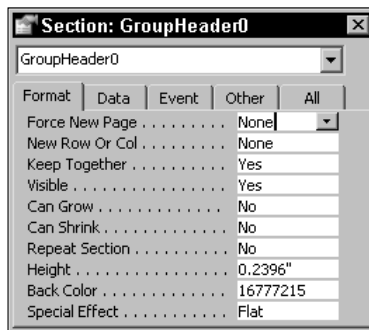 Section: GroupHeader0
GroupHeader0
Format Data Event Other All
Force New Page . . . . . . . . . None
New Row Or Col . . . . . . . . . None
Keep Together . . . . . . . . . . Yes
Visible . . . . . . . . . . . . . . . . . Yes
Can Grow . . . . . . . . . . . . . No
Can Shrink . . . . . . . . . . . . . No
Repeat Section . . . . . . . . . No
Height . . . . . . . . . . . . . . . . . 0.2396"
Back Color . . . . . . . . . . . . . 16777215
Special Effect . . . . . . . . . . . Flat